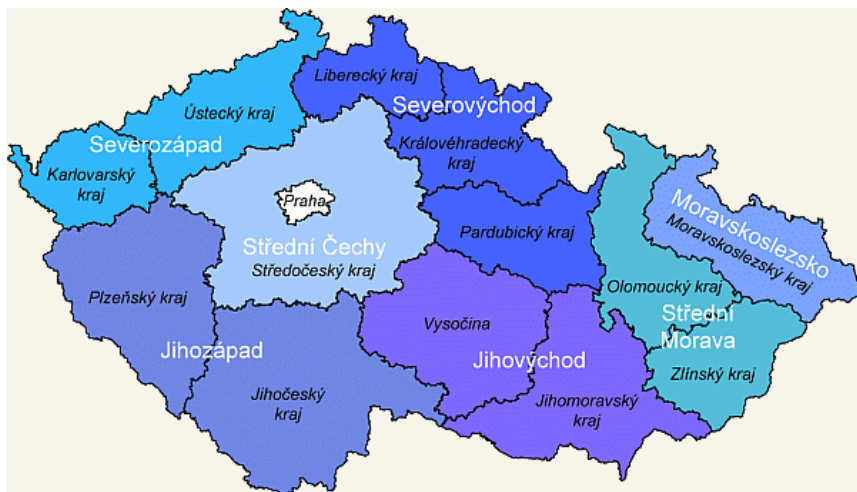 Liberecký kraj
Ústecký kraj
Severovýchod
Severozápad
Královéhradecký
kraj
Karlovarský
kraj
Praha
Moravskoslezsko
Moravskoslezský kraj
Pardubický kraj
Střední Čechy
Středočeský kraj
Plzeňský kraj
Olomoucký kraj
Střední
Morava
Vysočina
Jihozápad
Jihovýchod
Zlínský kraj
Jihočeský
kraj
Jihomoravský
kraj